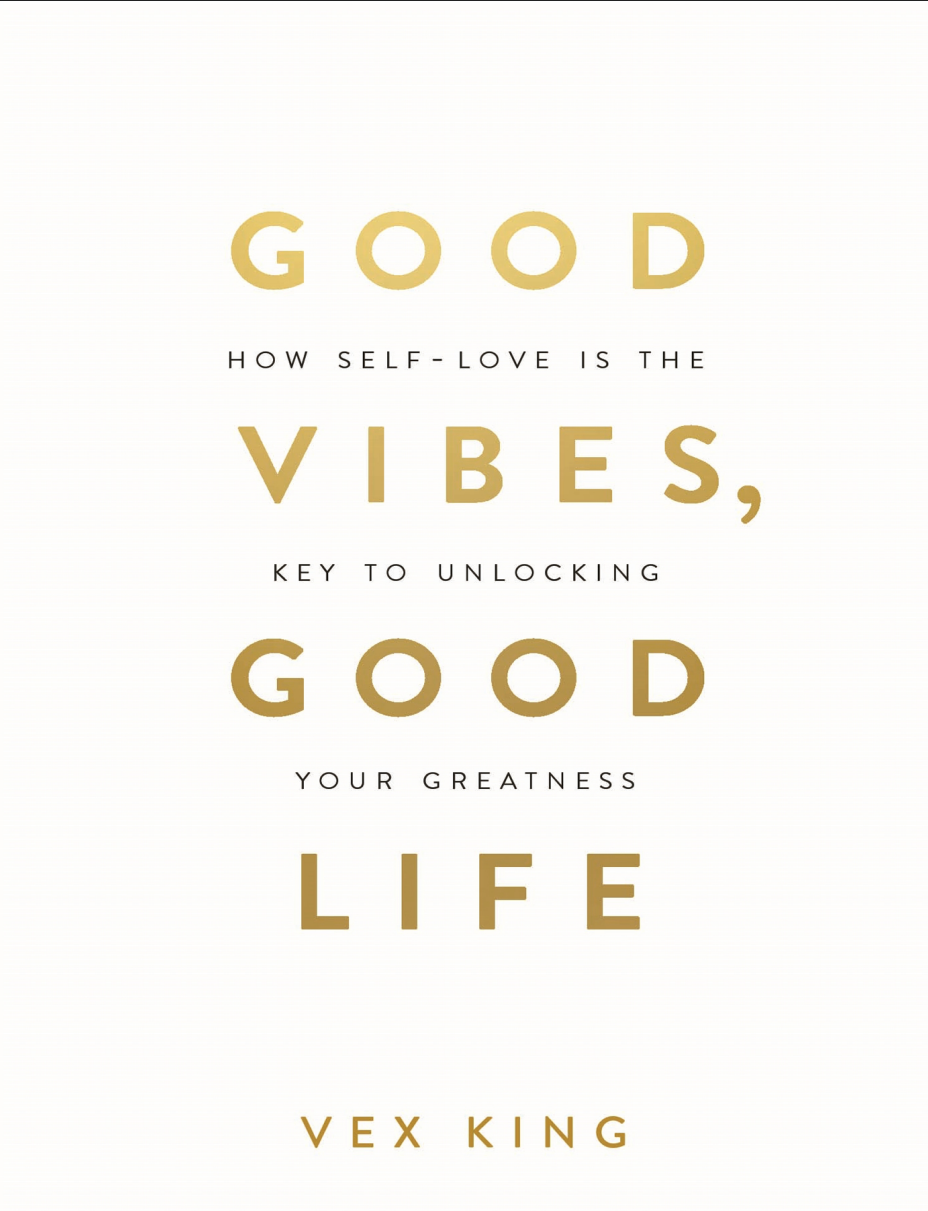 GOOD
HOW SELF-LOVE IS THE
VIBES,
KEY TO UNLOCKING
GOOD
YOUR GREATNESS
LIFE
VEX KING